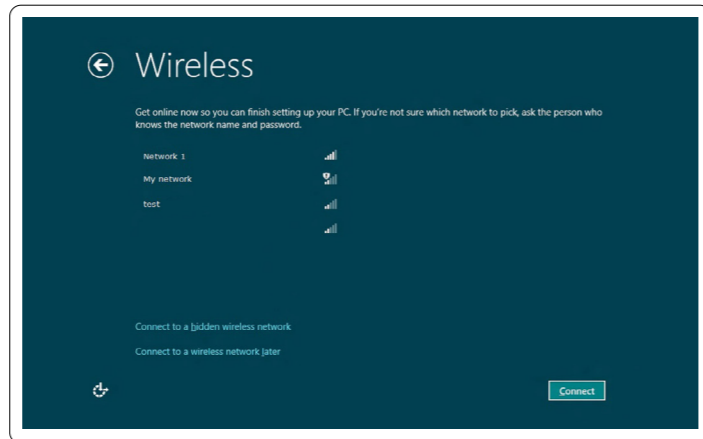 Wireless
Get online now so you can finish setting up your PC. If you're not sure which network to pick, ask the person who
knows the network name and password.
Network 1
My network
test
Connect to a hidden wireless network
Connect to a wireless network later
Connect